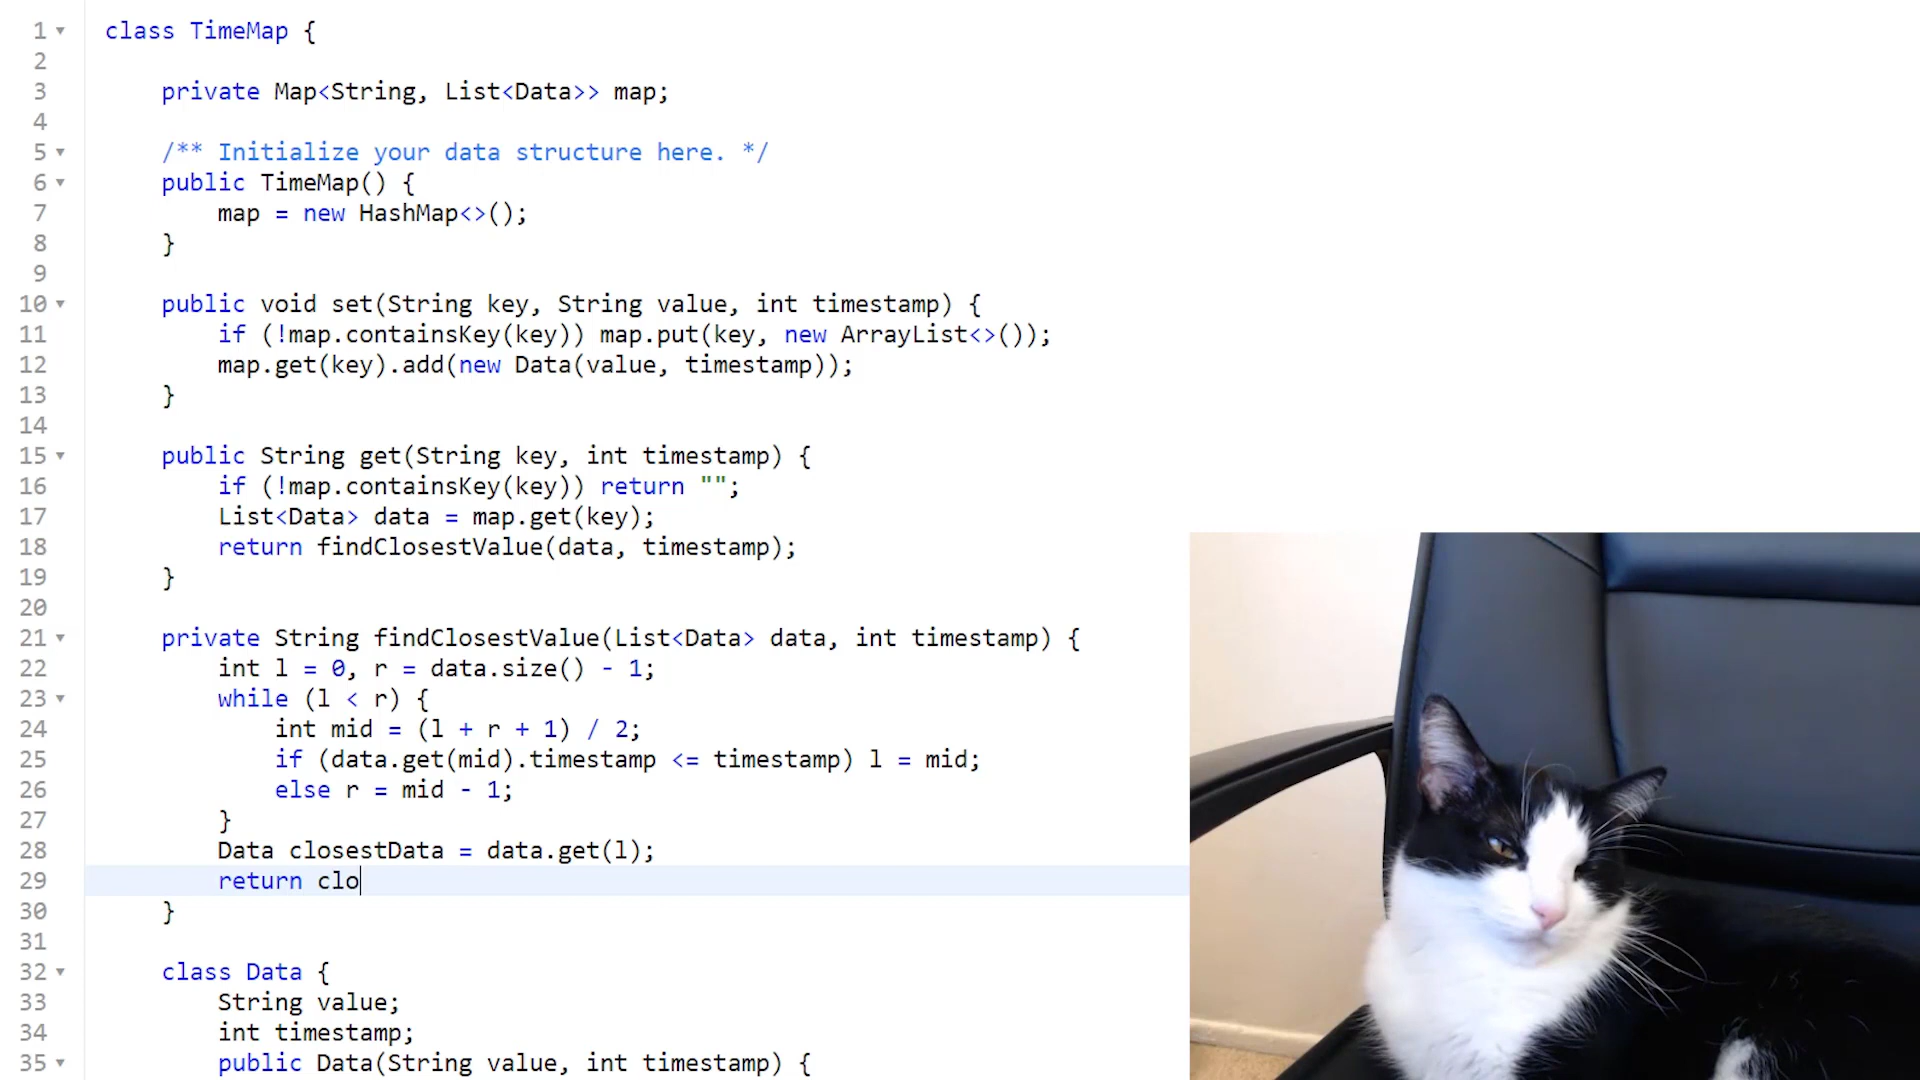 1 class TimeMap {
2
3 private Map<String, List<Data>> map;
4
5 /** Initialize your data structure here. */
6 public TimeMap() {
7 map = new HashMap<>();
8 }
9
10 public void set(String key, String value, int timestamp) {
11 if (!map.containsKey(key)) map.put(key, new ArrayList<>());
12 map.get(key).add(new Data(value, timestamp));
13 }
14
15 public String get(String key, int timestamp) {
16 if (!map.containsKey(key)) return "";
17 List<Data> data = map.get(key);
18 return findClosestValue(data, timestamp);
19 }
20
21 private String findClosestValue(List<Data> data, int timestamp) {
22 int l = 0, r = data.size() - 1;
23 while (l < r) {
24 int mid = (l + r + 1) / 2;
25 if (data.get(mid).timestamp <= timestamp) l = mid;
26 else r = mid - 1;
27 }
28 Data closestData = data.get(l);
29 return clo
30 }
31
32 class Data {
33 String value;
34 int timestamp;
35 public Data(String value, int timestamp) {